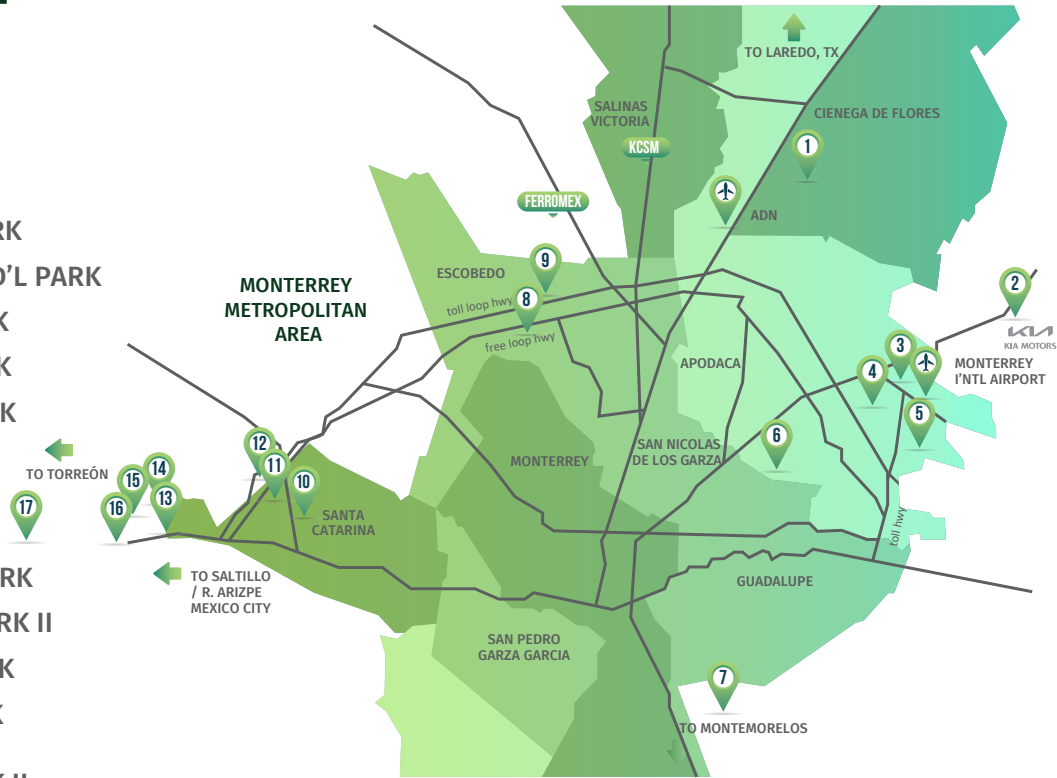 TO LAREDO, TX
SALINAS
VICTORIA
CIENEGA DE FLORES
1
KCSM
FERROMEX
ADN
RK
D’L PARK
K
K
K
MONTERREY
METROPOLITAN
AREA
ESCOBEDO
9
8
toll loop hwy
free loop hwy
2
KIA
KIA MOTORS
3
4
MONTERREY
I’NTL AIRPORT
5
APODACA
6
SAN NICOLAS
DE LOS GARZA
MONTERREY
12
11
10
TO TORREÓN
14
15
13
16
17
SANTA
CATARINA
toll hwy
TO SALTILLO
/ R. ARIZPE
MEXICO CITY
GUADALUPE
RK
RK II
K
K
SAN PEDRO
GARZA GARCIA
7
TO MONTEMORELOS